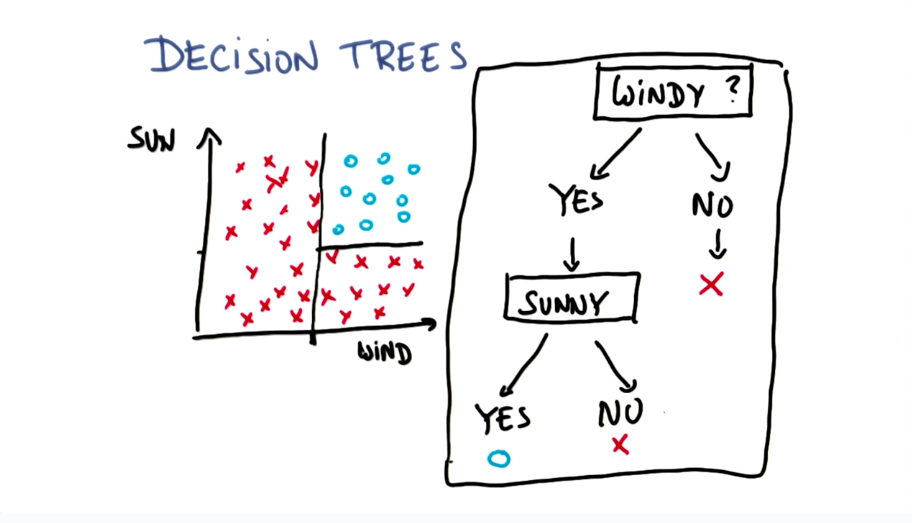 DECISION TREES
SUN
WIND
WINDY ?
YES NO
SUNNY
YES NO